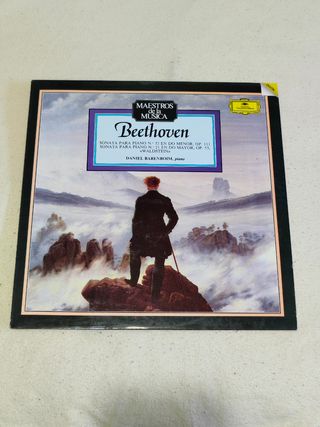 MAESTROS
de la
MUSICA
Beethoven
SONATA PARA PIANO N.º 32 EN DO MENOR, OP. 111
SONATA PARA PIANO N.º 21 EN DO MAYOR, OP. 53,
«WALDSTEIN»
DANIEL BARENBOIM, piano